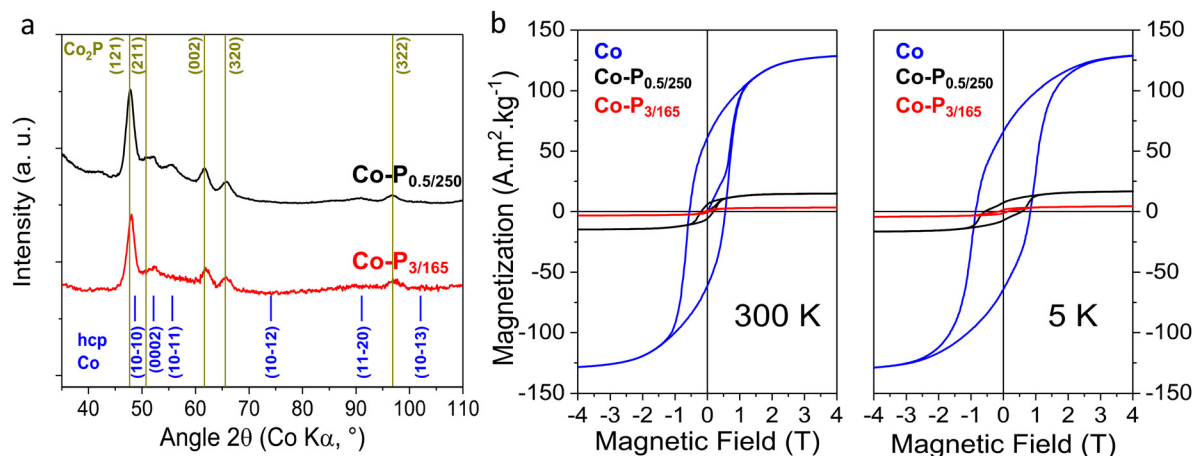 a
Co₂P
(121)
(211)
(002)
(320)
(322)
Co-P₀.₅/₂₅₀
Co-P₃/₁₆₅
hcp
Co
(10-10)
(0002)
(10-11)
(10-12)
(11-20)
(10-13)
Intensity (a. u.)
40 50 60 70 80 90 100 110
Angle 2θ (Co Kα, °)
b
Magnetization (A.m².kg⁻¹)
150
100
50
0
-50
-100
-150
Co
Co-P₀.₅/₂₅₀
Co-P₃/₁₆₅
300 K
-4 -3 -2 -1 0 1 2 3 4
Magnetic Field (T)
Co
Co-P₀.₅/₂₅₀
Co-P₃/₁₆₅
5 K
-4 -3 -2 -1 0 1 2 3 4
Magnetic Field (T)
150
100
50
0
-50
-100
-150